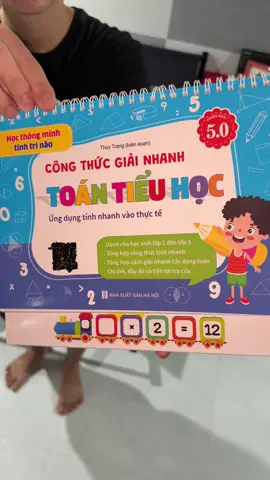 Học thông minh
tinh trí não
Thùy Trang (biên soạn)
5.0
CÔNG THỨC GIẢI NHANH
TOÁN TIỂU HỌC
Ứng dụng tính nhanh vào thực tế
Dành cho học sinh lớp 1 đến lớp 5
Tổng hợp công thức tính nhanh
Tổng hợp cách giải nhanh các dạng toán
Chi tiết, đầy đủ và tiện lợi tra cứu
NHÀ XUẤT BẢN HÀ NỘI
× 2 = 12